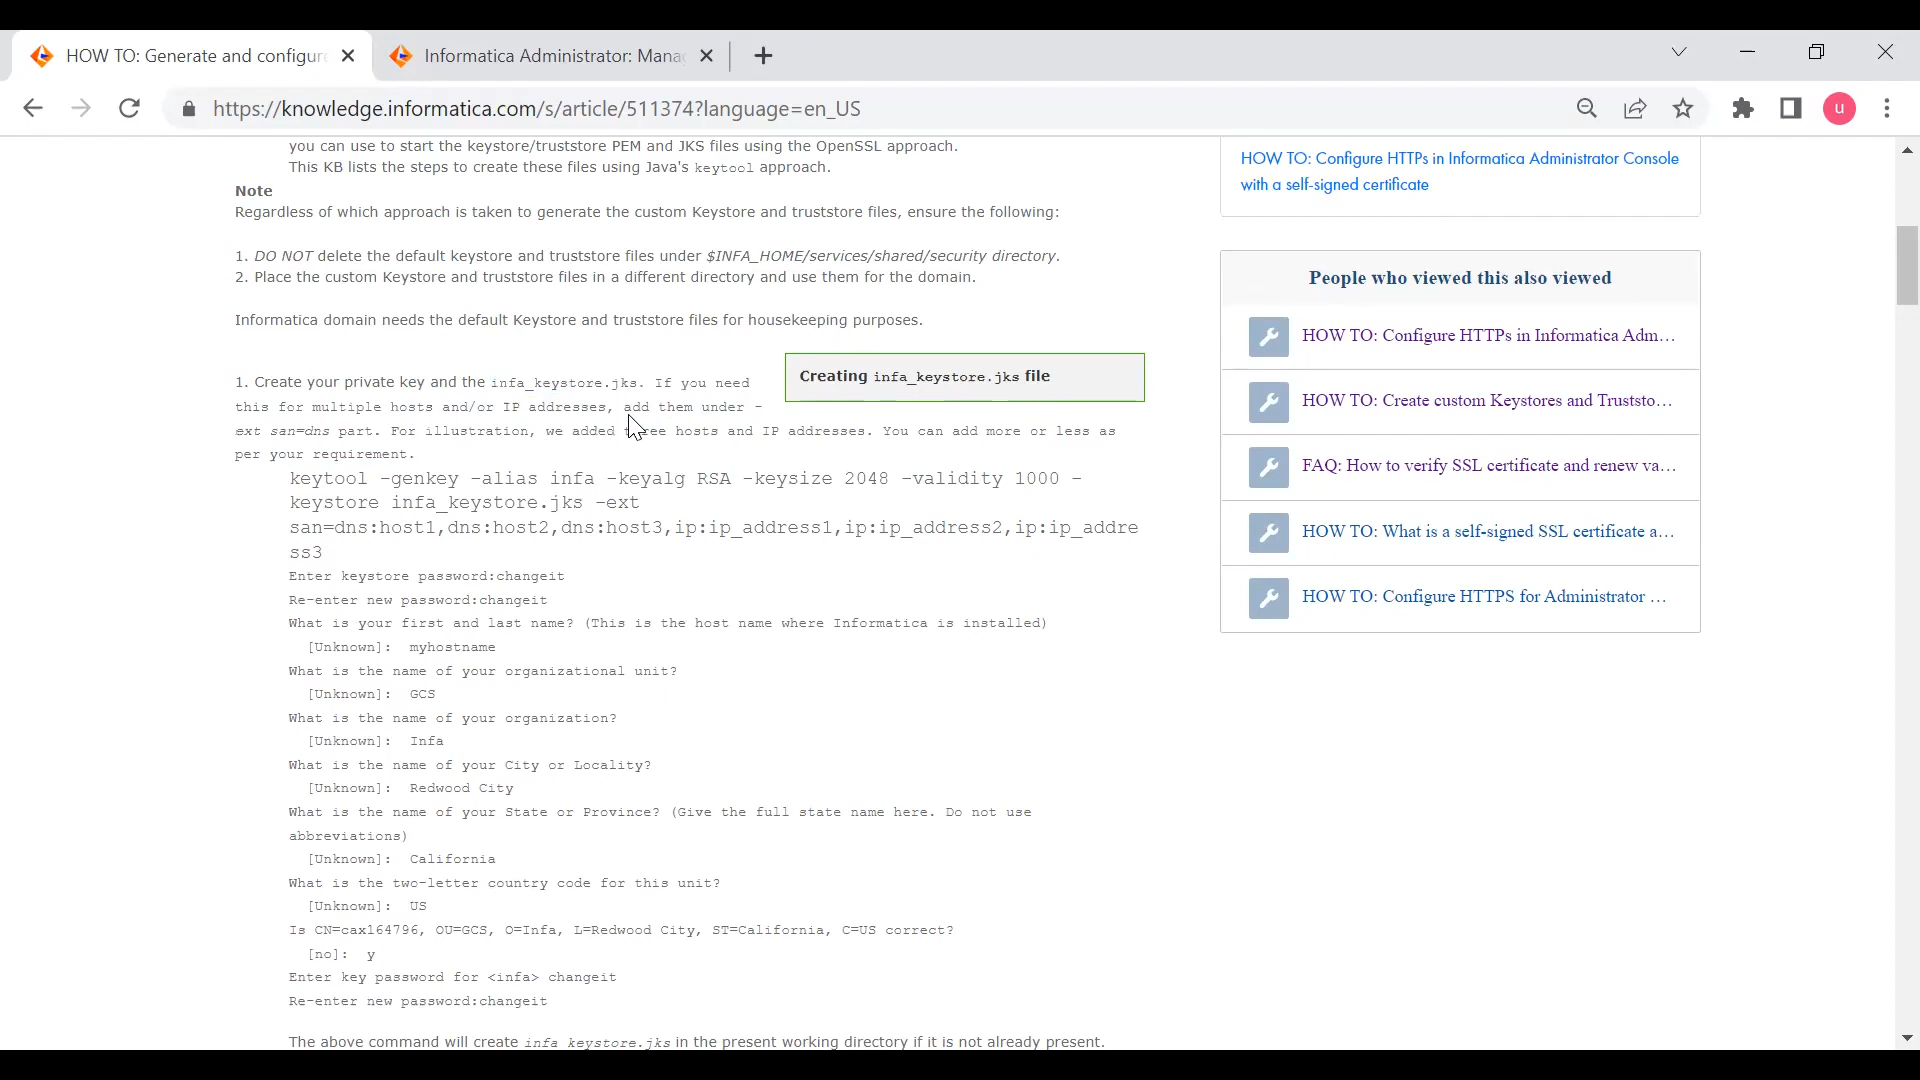 HOW TO: Generate and configure
Informatica Administrator: Mana
https://knowledge.informatica.com/s/article/511374?language=en_US
u
you can use to start the keystore/truststore PEM and JKS files using the OpenSSL approach.
This KB lists the steps to create these files using Java's keytool approach.
Note
Regardless of which approach is taken to generate the custom Keystore and truststore files, ensure the following:
1. DO NOT delete the default keystore and truststore files under $INFA_HOME/services/shared/security directory.
2. Place the custom Keystore and truststore files in a different directory and use them for the domain.
Informatica domain needs the default Keystore and truststore files for housekeeping purposes.
Creating infa_keystore.jks file
1. Create your private key and the infa_keystore.jks. If you need
this for multiple hosts and/or IP addresses, add them under -
ext san=dns part. For illustration, we added three hosts and IP addresses. You can add more or less as
per your requirement.
keytool -genkey -alias infa -keyalg RSA -keysize 2048 -validity 1000 -
keystore infa_keystore.jks -ext
san=dns:host1,dns:host2,dns:host3,ip:ip_address1,ip:ip_address2,ip:ip_addre
ss3
Enter keystore password:changeit
Re-enter new password:changeit
What is your first and last name? (This is the host name where Informatica is installed)
[Unknown]: myhostname
What is the name of your organizational unit?
[Unknown]: GCS
What is the name of your organization?
[Unknown]: Infa
What is the name of your City or Locality?
[Unknown]: Redwood City
What is the name of your State or Province? (Give the full state name here. Do not use
abbreviations)
[Unknown]: California
What is the two-letter country code for this unit?
[Unknown]: US
Is CN=cax164796, OU=GCS, O=Infa, L=Redwood City, ST=California, C=US correct?
[no]: y
Enter key password for <infa> changeit
Re-enter new password:changeit
The above command will create infa_keystore.jks in the present working directory if it is not already present.
HOW TO: Configure HTTPs in Informatica Administrator Console
with a self-signed certificate
People who viewed this also viewed
HOW TO: Configure HTTPs in Informatica Adm...
HOW TO: Create custom Keystores and Truststo...
FAQ: How to verify SSL certificate and renew va...
HOW TO: What is a self-signed SSL certificate a...
HOW TO: Configure HTTPS for Administrator ...